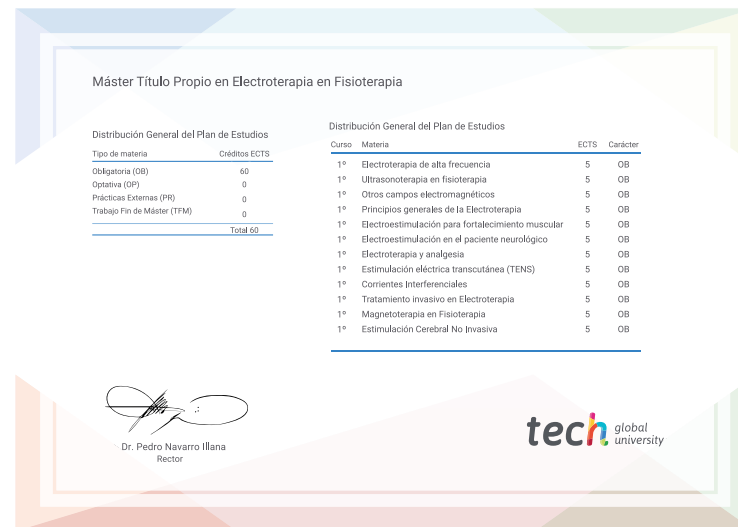 Máster Título Propio en Electroterapia en Fisioterapia
Distribución General del Plan de Estudios
Tipo de materia Créditos ECTS
Obligatoria (OB) 60
Optativa (OP) 0
Prácticas Externas (PR) 0
Trabajo Fin de Máster (TFM) 0
Total 60
Distribución General del Plan de Estudios
Curso Materia ECTS Carácter
1º Electroterapia de alta frecuencia 5 OB
1º Ultrasonoterapia en fisioterapia 5 OB
1º Otros campos electromagnéticos 5 OB
1º Principios generales de la Electroterapia 5 OB
1º Electroestimulación para fortalecimiento muscular 5 OB
1º Electroestimulación en el paciente neurológico 5 OB
1º Electroterapia y analgesia 5 OB
1º Estimulación eléctrica transcutánea (TENS) 5 OB
1º Corrientes Interferenciales 5 OB
1º Tratamiento invasivo en Electroterapia 5 OB
1º Magnetoterapia en Fisioterapia 5 OB
1º Estimulación Cerebral No Invasiva 5 OB
Dr. Pedro Navarro Illana
Rector
tech global
university